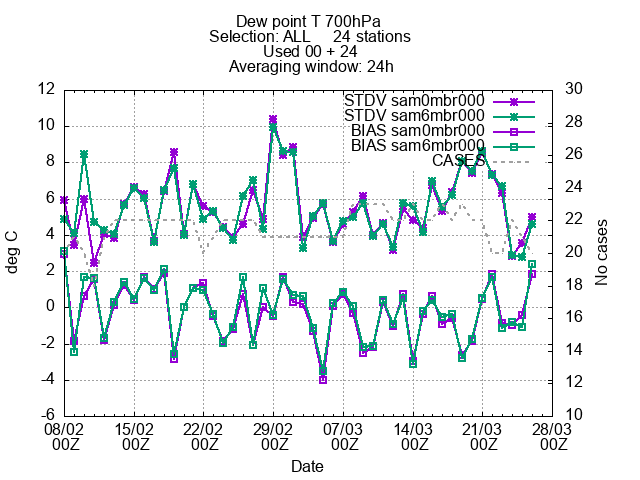 Dew point T 700hPa
Selection: ALL 24 stations
Used 00 + 24
Averaging window: 24h
STDV sam0mbr000
STDV sam6mbr000
BIAS sam0mbr000
BIAS sam6mbr000
CASES
12
10
8
6
4
2
0
-2
-4
-6
deg C
30
28
26
24
22
20
18
16
14
12
10
No cases
08/02 15/02 22/02 29/02 07/03 14/03 21/03 28/03
00Z 00Z 00Z 00Z 00Z 00Z 00Z 00Z
Date